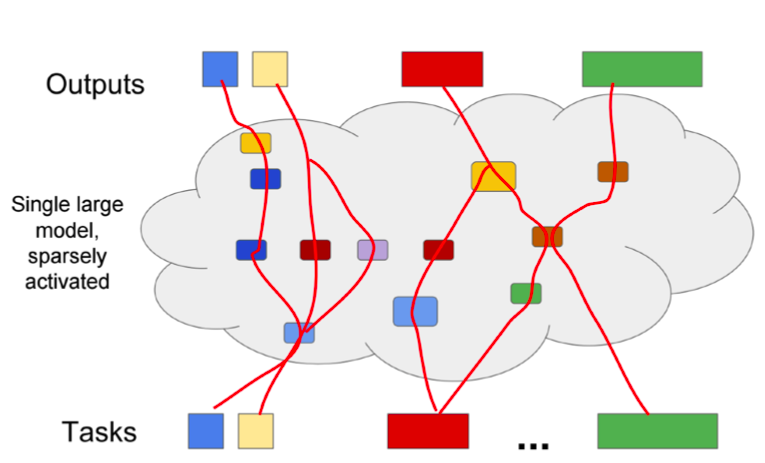 Outputs
Single large
model,
sparsely
activated
Tasks
...